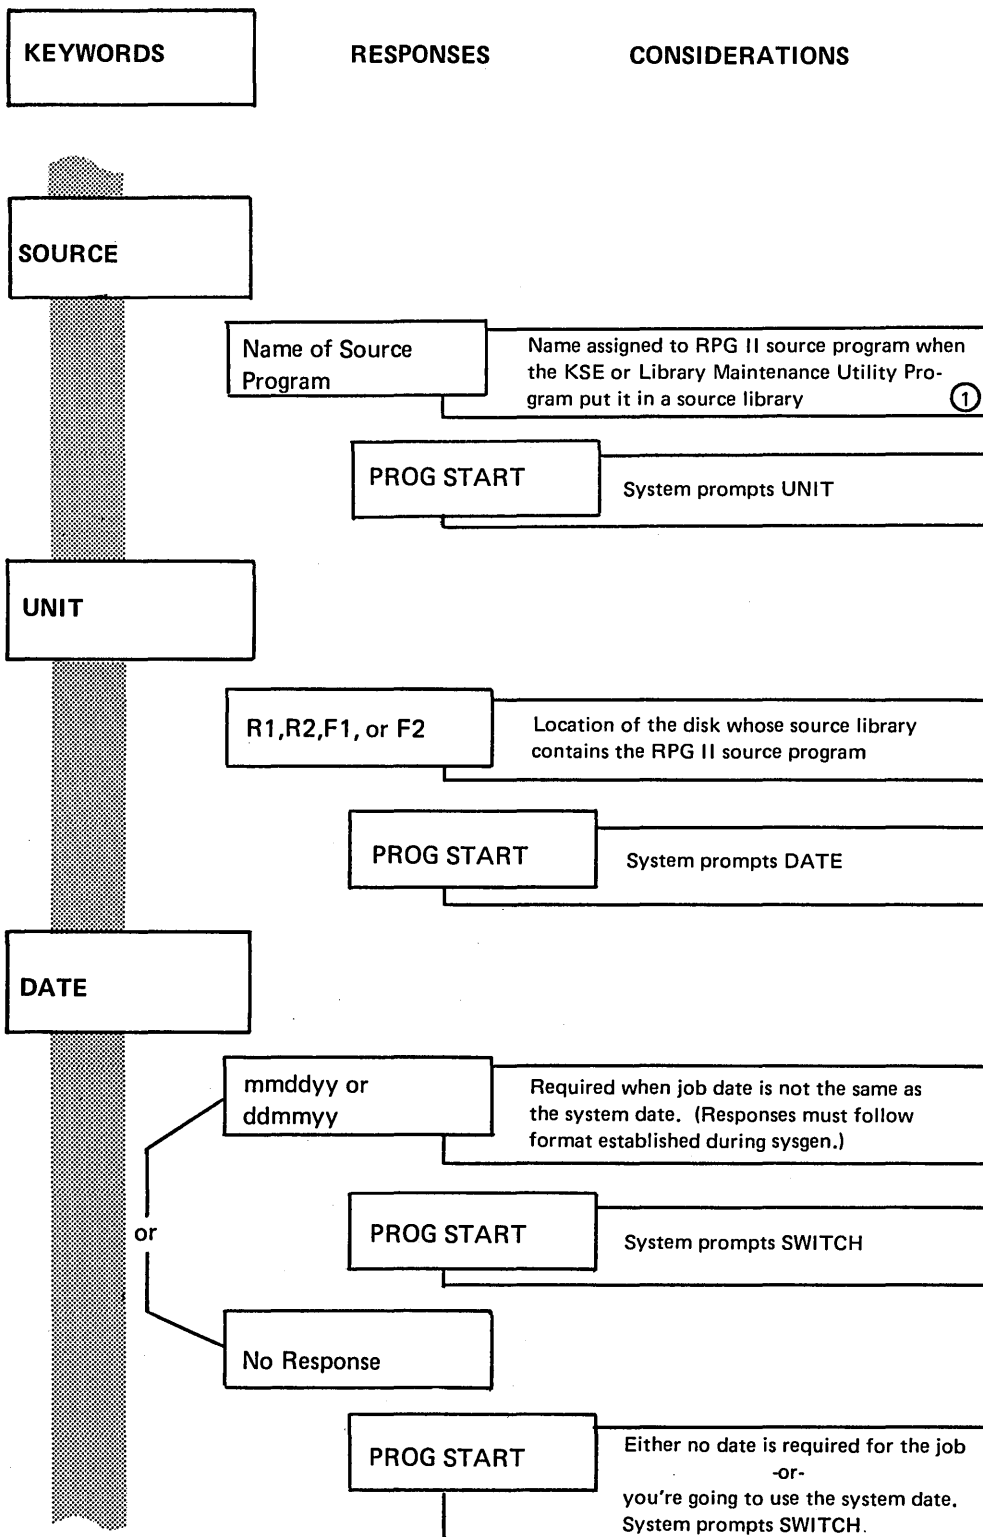 KEYWORDS RESPONSES CONSIDERATIONS
SOURCE
Name of Source
Program
Name assigned to RPG II source program when
the KSE or Library Maintenance Utility Pro-
gram put it in a source library 1
PROG START
System prompts UNIT
UNIT
R1,R2,F1, or F2
Location of the disk whose source library
contains the RPG II source program
PROG START
System prompts DATE
DATE
mmddyy or
ddmmyy
Required when job date is not the same as
the system date. (Responses must follow
format established during sysgen.)
PROG START
System prompts SWITCH
or
No Response
PROG START
Either no date is required for the job
-or-
you're going to use the system date.
System prompts SWITCH.